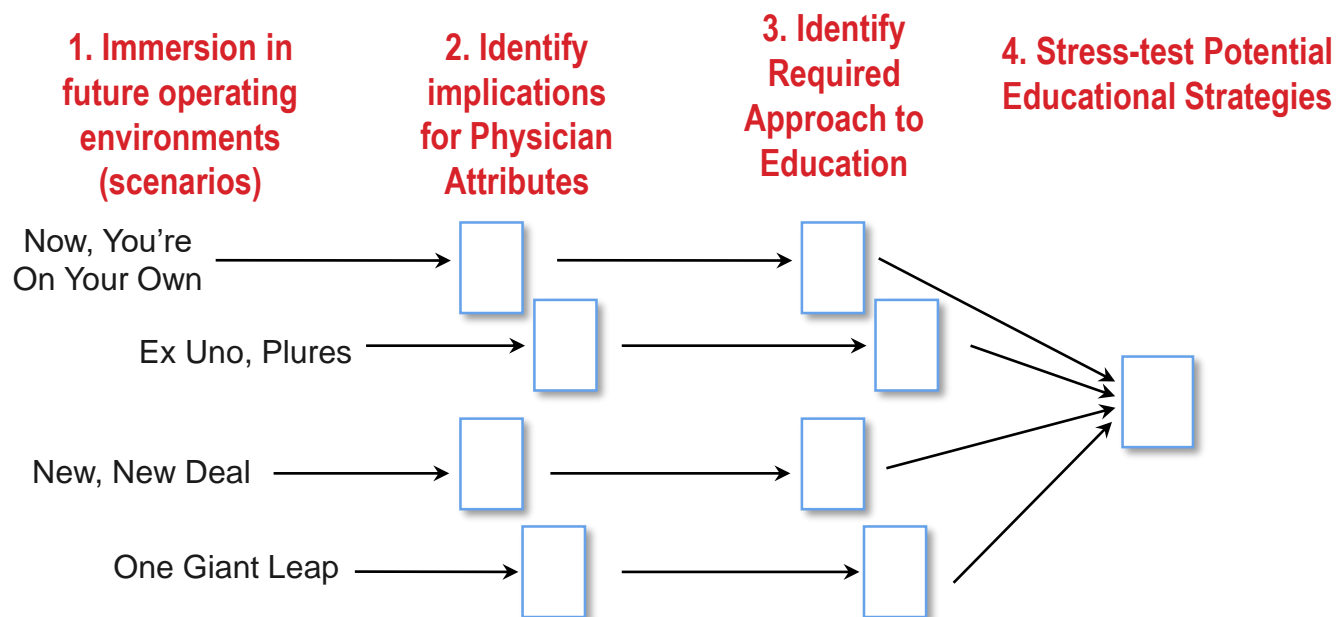 1. Immersion in
future operating
environments
(scenarios)
2. Identify
implications
for Physician
Attributes
3. Identify
Required
Approach to
Education
4. Stress-test Potential
Educational Strategies
Now, You’re
On Your Own
Ex Uno, Plures
New, New Deal
One Giant Leap